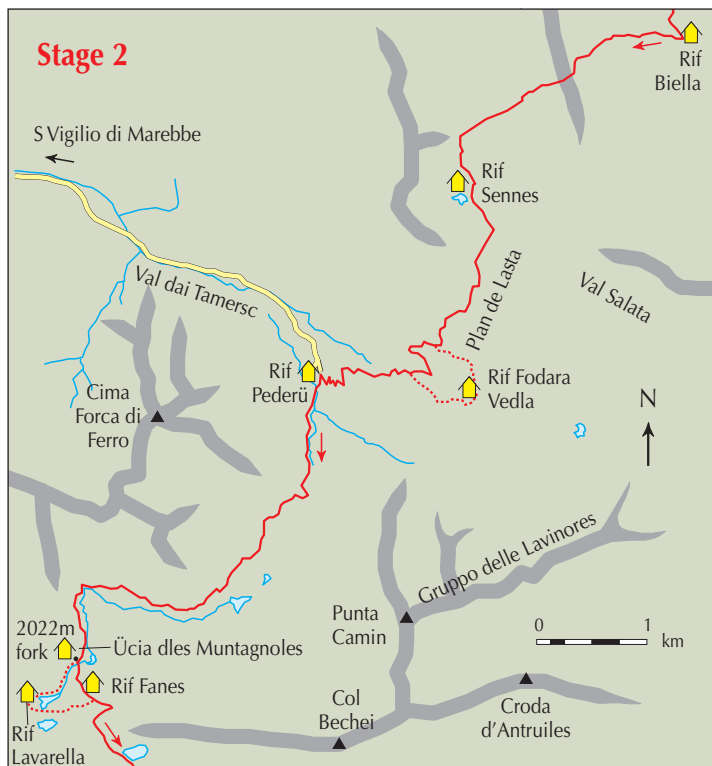 Stage 2
Rif
Biella
S Vigilio di Marebbe
Rif
Sennes
Val dai Tamersc
Plan de Lasta
Val Salata
Rif
Pederü
Rif Fodara
Vedla
Cima
Forca di
Ferro
N
Gruppo delle Lavinores
Punta
Camin
0 1
km
2022m
fork
Ücia dles Muntagnoles
Rif Fanes
Col
Bechei
Croda
d'Antruiles
Rif
Lavarella